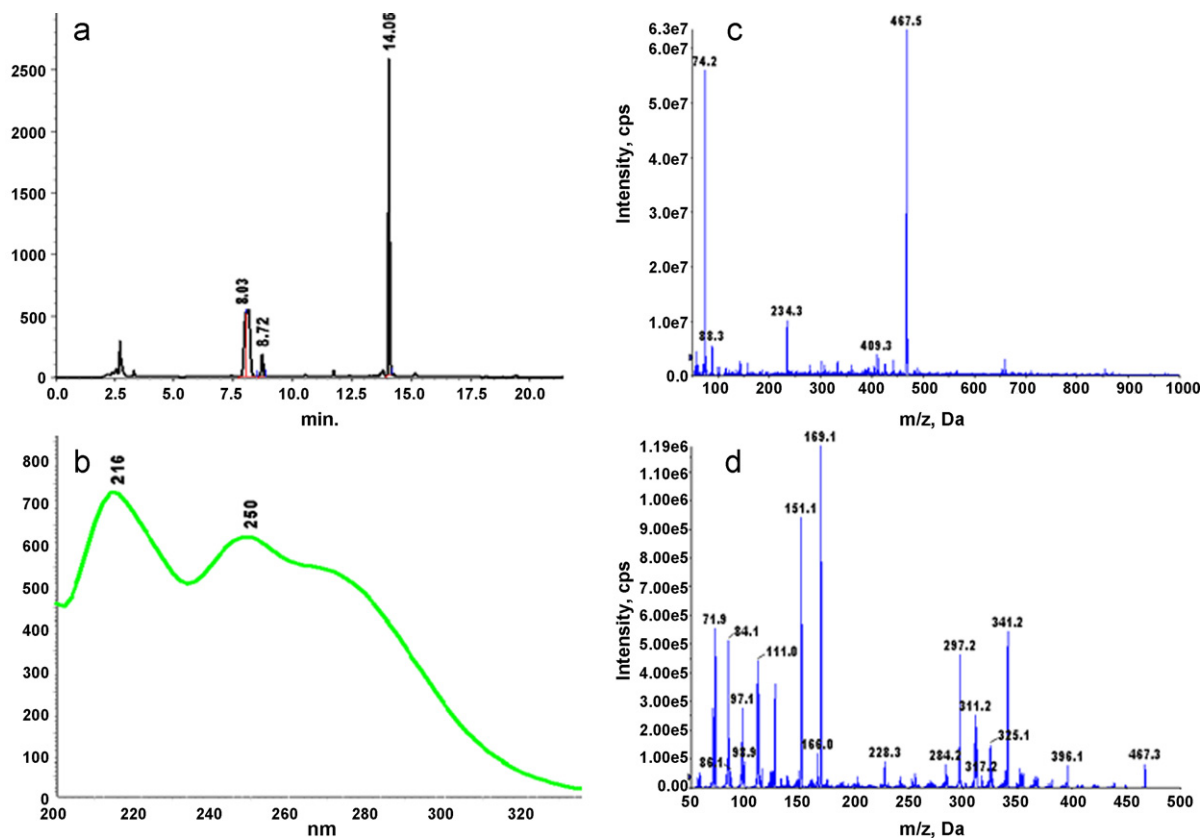 a
2500
2000
1500
1000
500
0
8.03
8.72
14.06
0.0 2.5 5.0 7.5 10.0 12.5 15.0 17.5 20.0
min.
c
Intensity, cps
6.3e7
6.0e7
5.0e7
4.0e7
3.0e7
2.0e7
1.0e7
0.0
74.2
88.3
234.3
409.3
467.5
100 200 300 400 500 600 700 800 900 1000
m/z, Da
b
800
700
600
500
400
300
200
100
0
216
250
200 220 240 260 280 300 320
nm
d
Intensity, cps
1.19e6
1.00e6
9.00e5
8.00e5
7.00e5
6.00e5
5.00e5
4.00e5
3.00e5
2.00e5
1.00e5
0.00
71.9
84.1
86.1
97.1
98.9
111.0
151.1
166.0
169.1
228.3
284.2
297.2
311.2
317.2
325.1
341.2
396.1
467.3
50 100 150 200 250 300 350 400 450 500
m/z, Da